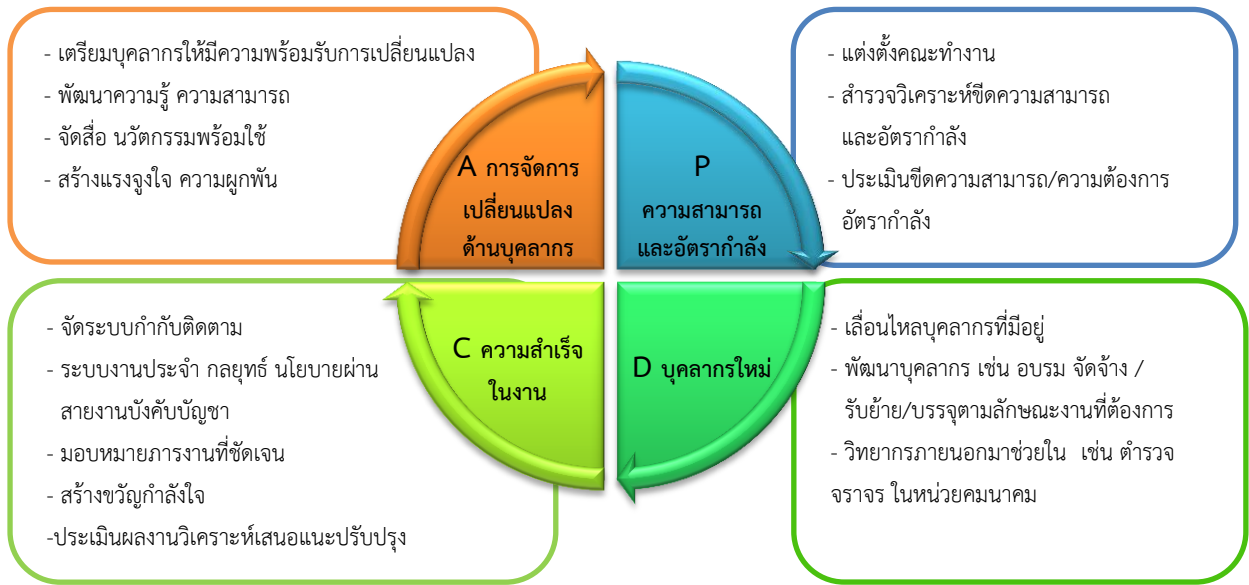 - เตรียมบุคลากรให้มีความพร้อมรับการเปลี่ยนแปลง
- พัฒนาความรู้ ความสามารถ
- จัดสื่อ นวัตกรรมพร้อมใช้
- สร้างแรงจูงใจ ความผูกพัน
A การจัดการ
เปลี่ยนแปลง
ด้านบุคลากร
P
ความสามารถ
และอัตรากำลัง
- แต่งตั้งคณะทำงาน
- สำรวจวิเคราะห์ขีดความสามารถ
และอัตรากำลัง
- ประเมินขีดความสามารถ/ความต้องการ
อัตรากำลัง
- จัดระบบกำกับติดตาม
- ระบบงานประจำ กลยุทธ์ นโยบายผ่าน
สายงานบังคับบัญชา
- มอบหมายภารงานที่ชัดเจน
- สร้างขวัญกำลังใจ
-ประเมินผลงานวิเคราะห์เสนอแนะปรับปรุง
C ความสำเร็จ
ในงาน
D บุคลากรใหม่
- เลื่อนไหลบุคลากรที่มีอยู่
- พัฒนาบุคลากร เช่น อบรม จัดจ้าง /
รับย้าย/บรรจุตามลักษณะงานที่ต้องการ
- วิทยากรภายนอกมาช่วยใน เช่น ตำรวจ
จราจร ในหน่วยคมนาคม